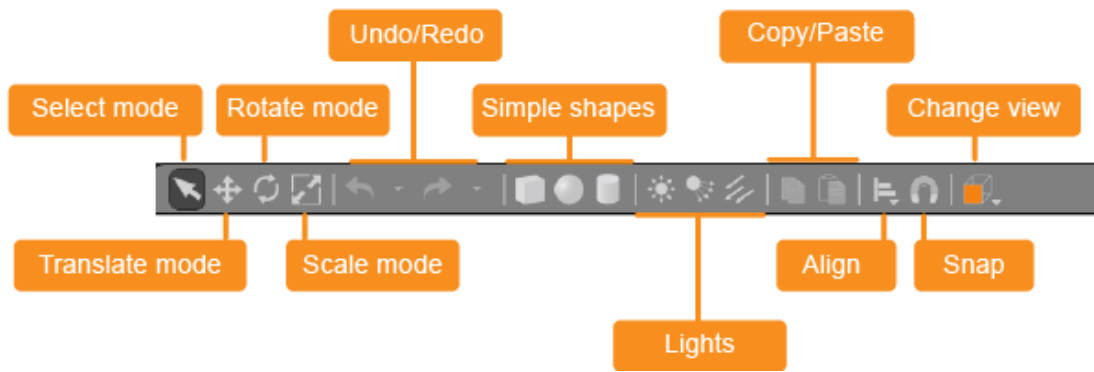 Undo/Redo
Copy/Paste
Select mode
Rotate mode
Simple shapes
Change view
Translate mode
Scale mode
Align
Snap
Lights